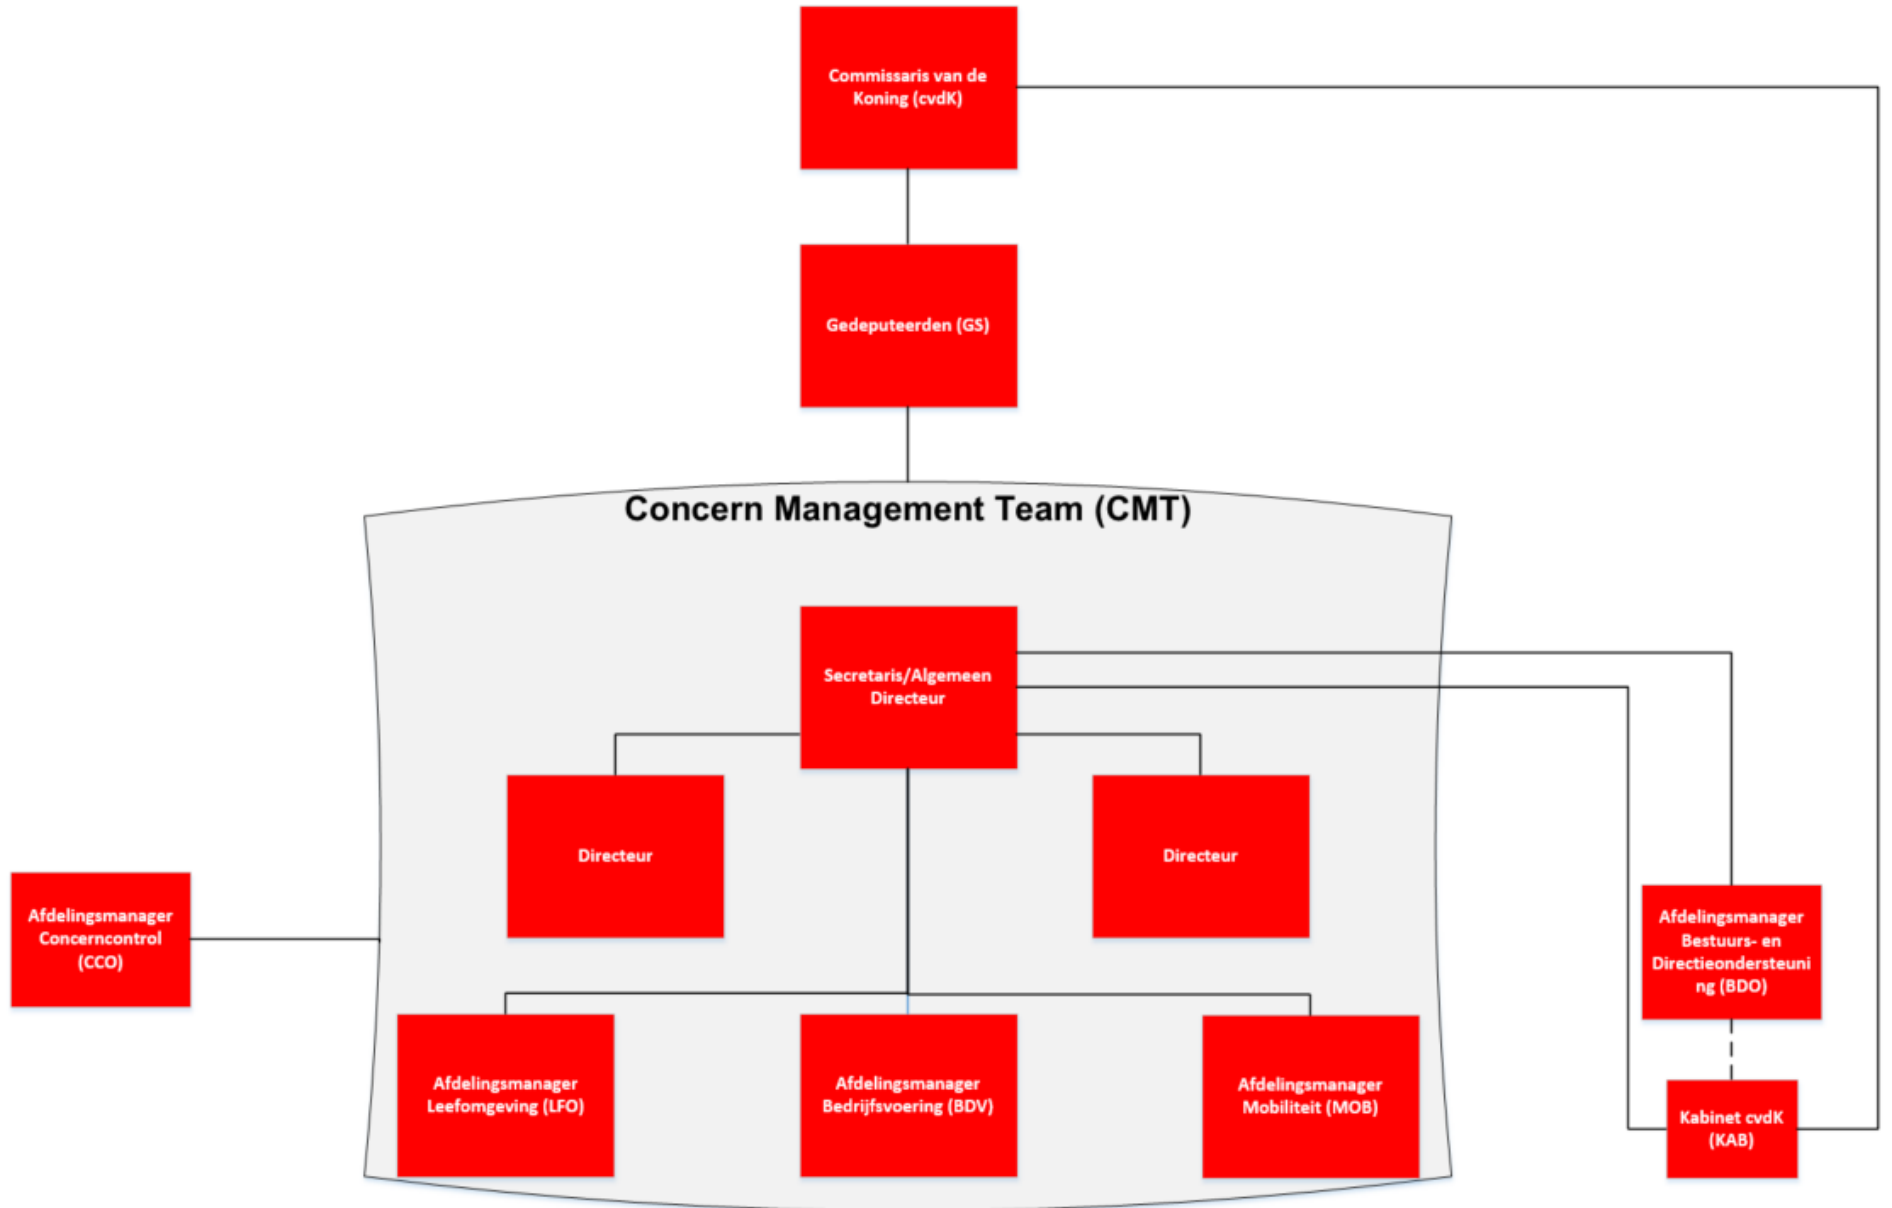 Commissaris van de
Koning (cvdK)
Gedeputeerden (GS)
Concern Management Team (CMT)
Secretaris/Algemeen
Directeur
Directeur
Directeur
Afdelingsmanager
Concerncontrol
(CCO)
Afdelingsmanager
Bestuurs- en
Directieondersteuni
ng (BDO)
Afdelingsmanager
Leefomgeving (LFO)
Afdelingsmanager
Bedrijfsvoering (BDV)
Afdelingsmanager
Mobiliteit (MOB)
Kabinet cvdK
(KAB)